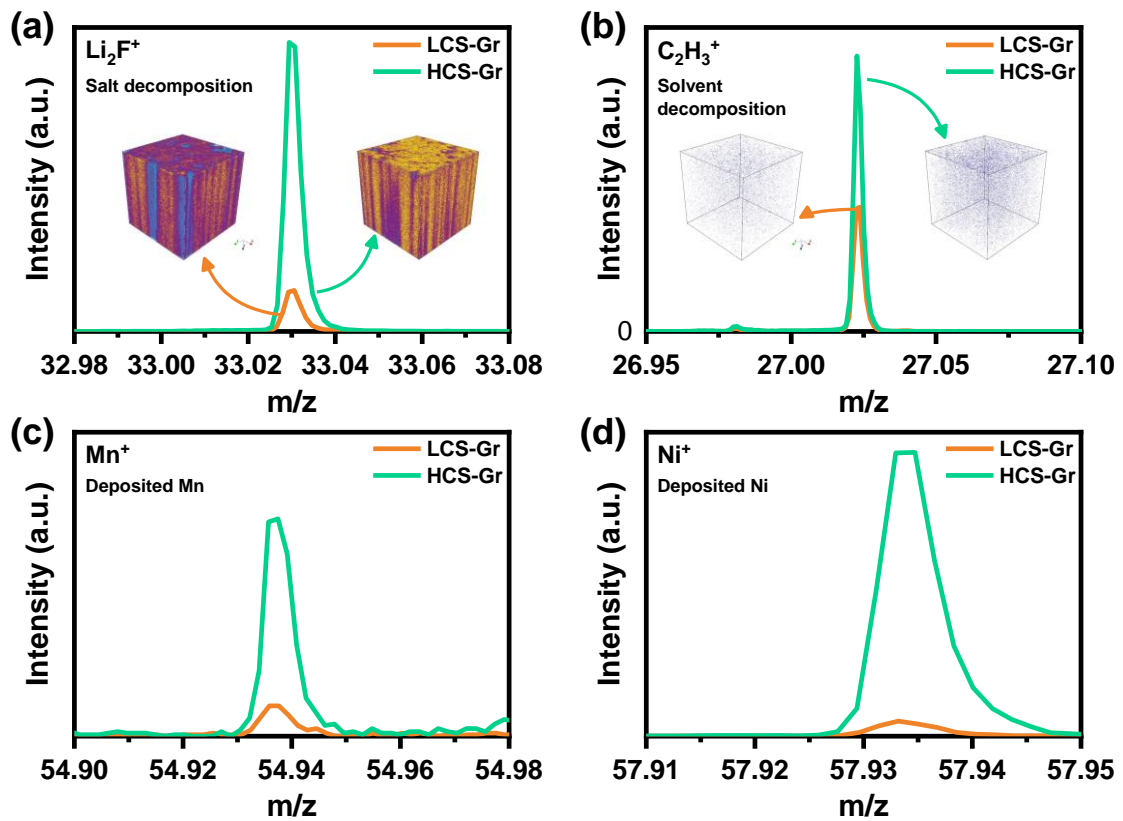 (a)
Li₂F⁺
Salt decomposition
LCS-Gr
HCS-Gr
Intensity (a.u.)
32.98 33.00 33.02 33.04 33.06 33.08
m/z
(b)
C₂H₃⁺
Solvent
decomposition
LCS-Gr
HCS-Gr
Intensity (a.u.)
0
26.95 27.00 27.05 27.10
m/z
(c)
Mn⁺
Deposited Mn
LCS-Gr
HCS-Gr
Intensity (a.u.)
54.90 54.92 54.94 54.96 54.98
m/z
(d)
Ni⁺
Deposited Ni
LCS-Gr
HCS-Gr
Intensity (a.u.)
57.91 57.92 57.93 57.94 57.95
m/z